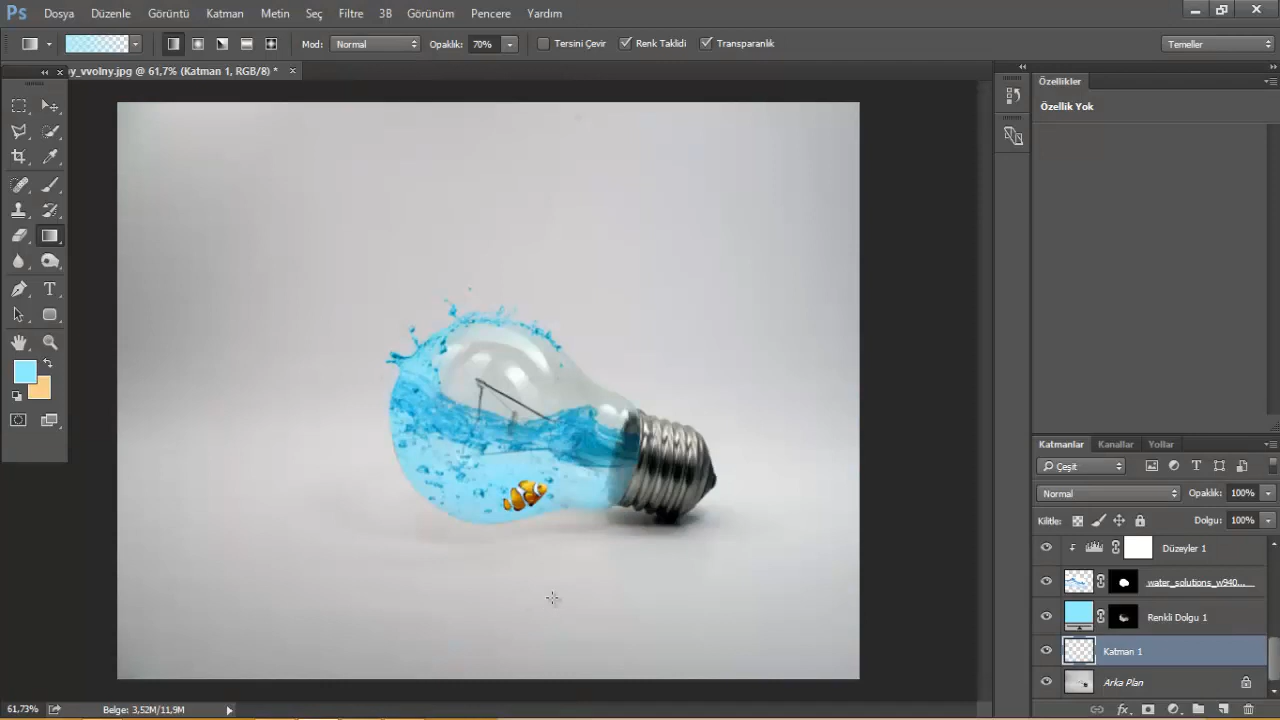 Ps Dosya Düzenle Görüntü Katman Metin Seç Filtre 3B Görünüm Pencere Yardım
Mod: Normal Opaklık: 70% Tersini Çevir Renk Taklidi Transparanlık Temeller
oy_vvolny.jpg @ 61,7% (Katman 1, RGB/8) *
Özellikler
Özellik Yok
Katmanlar Kanallar Yollar
Çeşit
Normal Opaklık: 100%
Kilitle: Dolgu: 100%
Düzeyler 1
water_solutions_w940...
Renkli Dolgu 1
Katman 1
Arka Plan
61,73% Belge: 3,52M/11,9M